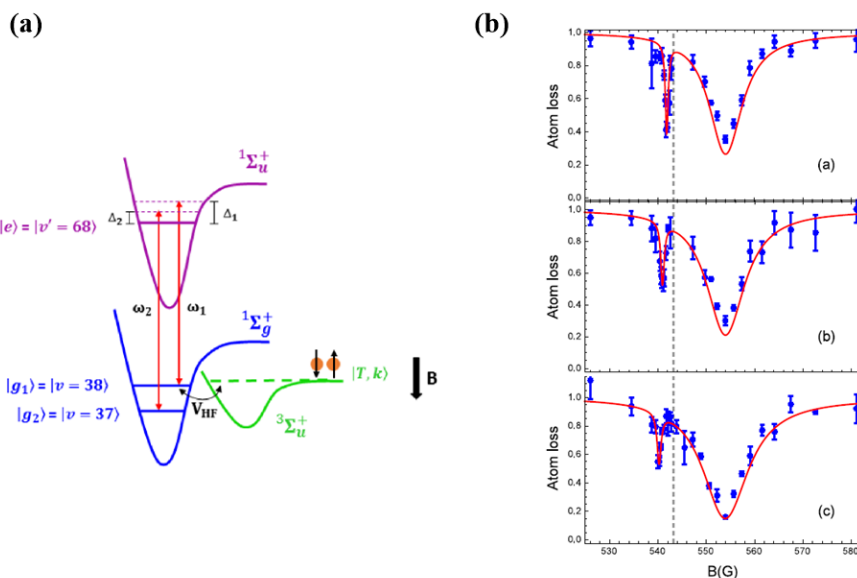 (a)
¹Σᵤ⁺
Δ₂
Δ₁
|e⟩ = |v′ = 68⟩
ω₂
ω₁
¹Σ_g⁺
|g₁⟩ = |v = 38⟩
|g₂⟩ = |v = 37⟩
V_HF
|T, k⟩
³Σᵤ⁺
B
(b)
Atom loss
1.0
0.8
0.6
0.4
0.2
0.0
(a)
Atom loss
1.0
0.8
0.6
0.4
0.2
0.0
(b)
Atom loss
1.0
0.8
0.6
0.4
0.2
0.0
(c)
530 540 550 560 570 580
B(G)